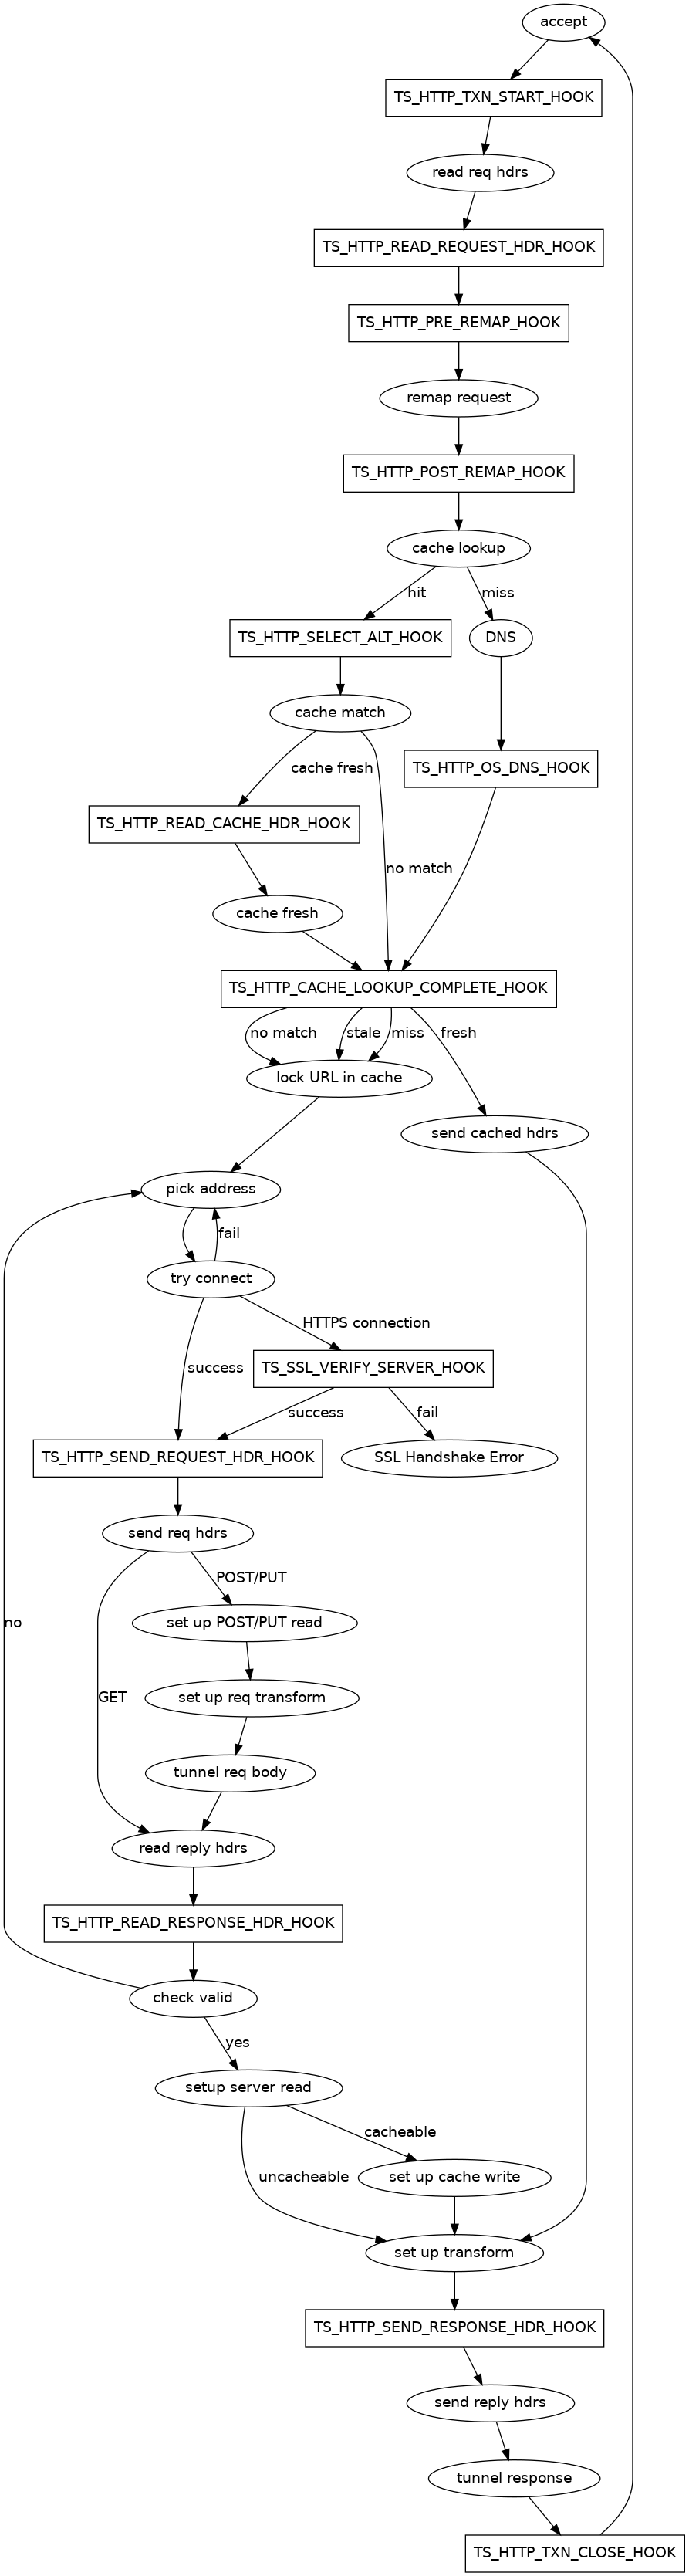 accept
TS_HTTP_TXN_START_HOOK
read req hdrs
TS_HTTP_READ_REQUEST_HDR_HOOK
TS_HTTP_PRE_REMAP_HOOK
remap request
TS_HTTP_POST_REMAP_HOOK
cache lookup
hit
miss
TS_HTTP_SELECT_ALT_HOOK
DNS
cache match
cache fresh
TS_HTTP_OS_DNS_HOOK
TS_HTTP_READ_CACHE_HDR_HOOK
no match
cache fresh
TS_HTTP_CACHE_LOOKUP_COMPLETE_HOOK
no match
stale
miss
fresh
lock URL in cache
send cached hdrs
pick address
fail
try connect
HTTPS connection
success
TS_SSL_VERIFY_SERVER_HOOK
success
fail
TS_HTTP_SEND_REQUEST_HDR_HOOK
SSL Handshake Error
send req hdrs
POST/PUT
no
set up POST/PUT read
GET
set up req transform
tunnel req body
read reply hdrs
TS_HTTP_READ_RESPONSE_HDR_HOOK
check valid
yes
setup server read
cacheable
uncacheable
set up cache write
set up transform
TS_HTTP_SEND_RESPONSE_HDR_HOOK
send reply hdrs
tunnel response
TS_HTTP_TXN_CLOSE_HOOK